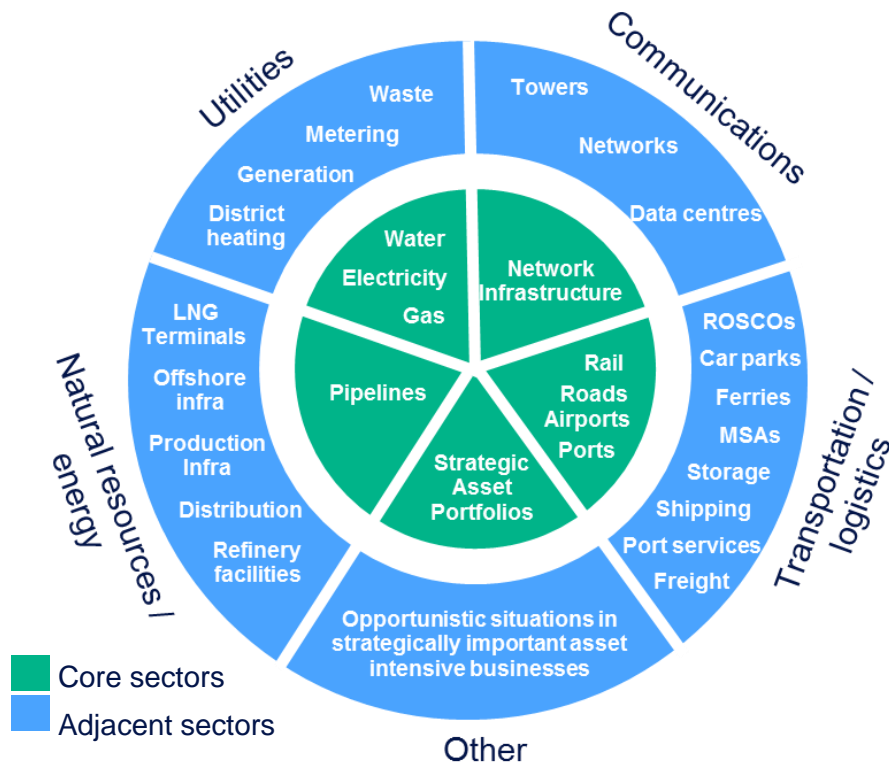 Utilities
Waste
Metering
Generation
District
heating
Communications
Towers
Networks
Data centres
Water
Electricity
Gas
Network
Infrastructure
LNG
Terminals
Offshore
infra
Production
Infra
Distribution
Refinery
facilities
Natural resources /
energy
Pipelines
Strategic
Asset
Portfolios
Rail
Roads
Airports
Ports
ROSCOs
Car parks
Ferries
MSAs
Storage
Shipping
Port services
Freight
Transportation /
logistics
Opportunistic situations in
strategically important asset
intensive businesses
Other
Core sectors
Adjacent sectors